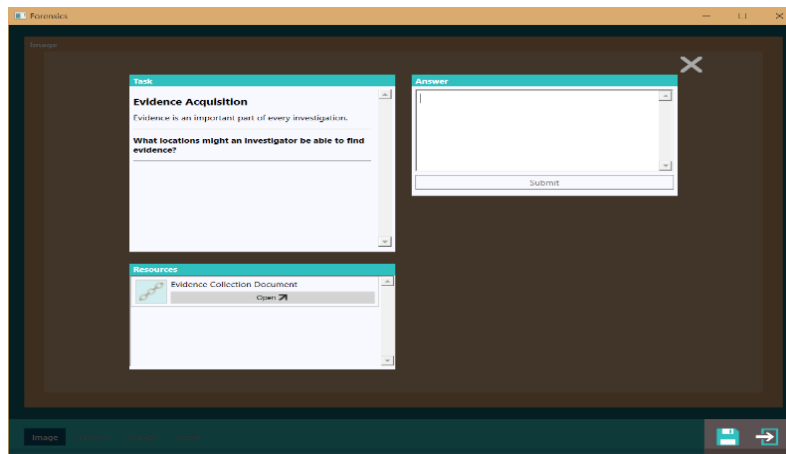 Forensics
Image
Task
Evidence Acquisition
Evidence is an important part of every investigation.
What locations might an investigator be able to find
evidence?
Answer
Submit
Resources
Evidence Collection Document
Open
Image